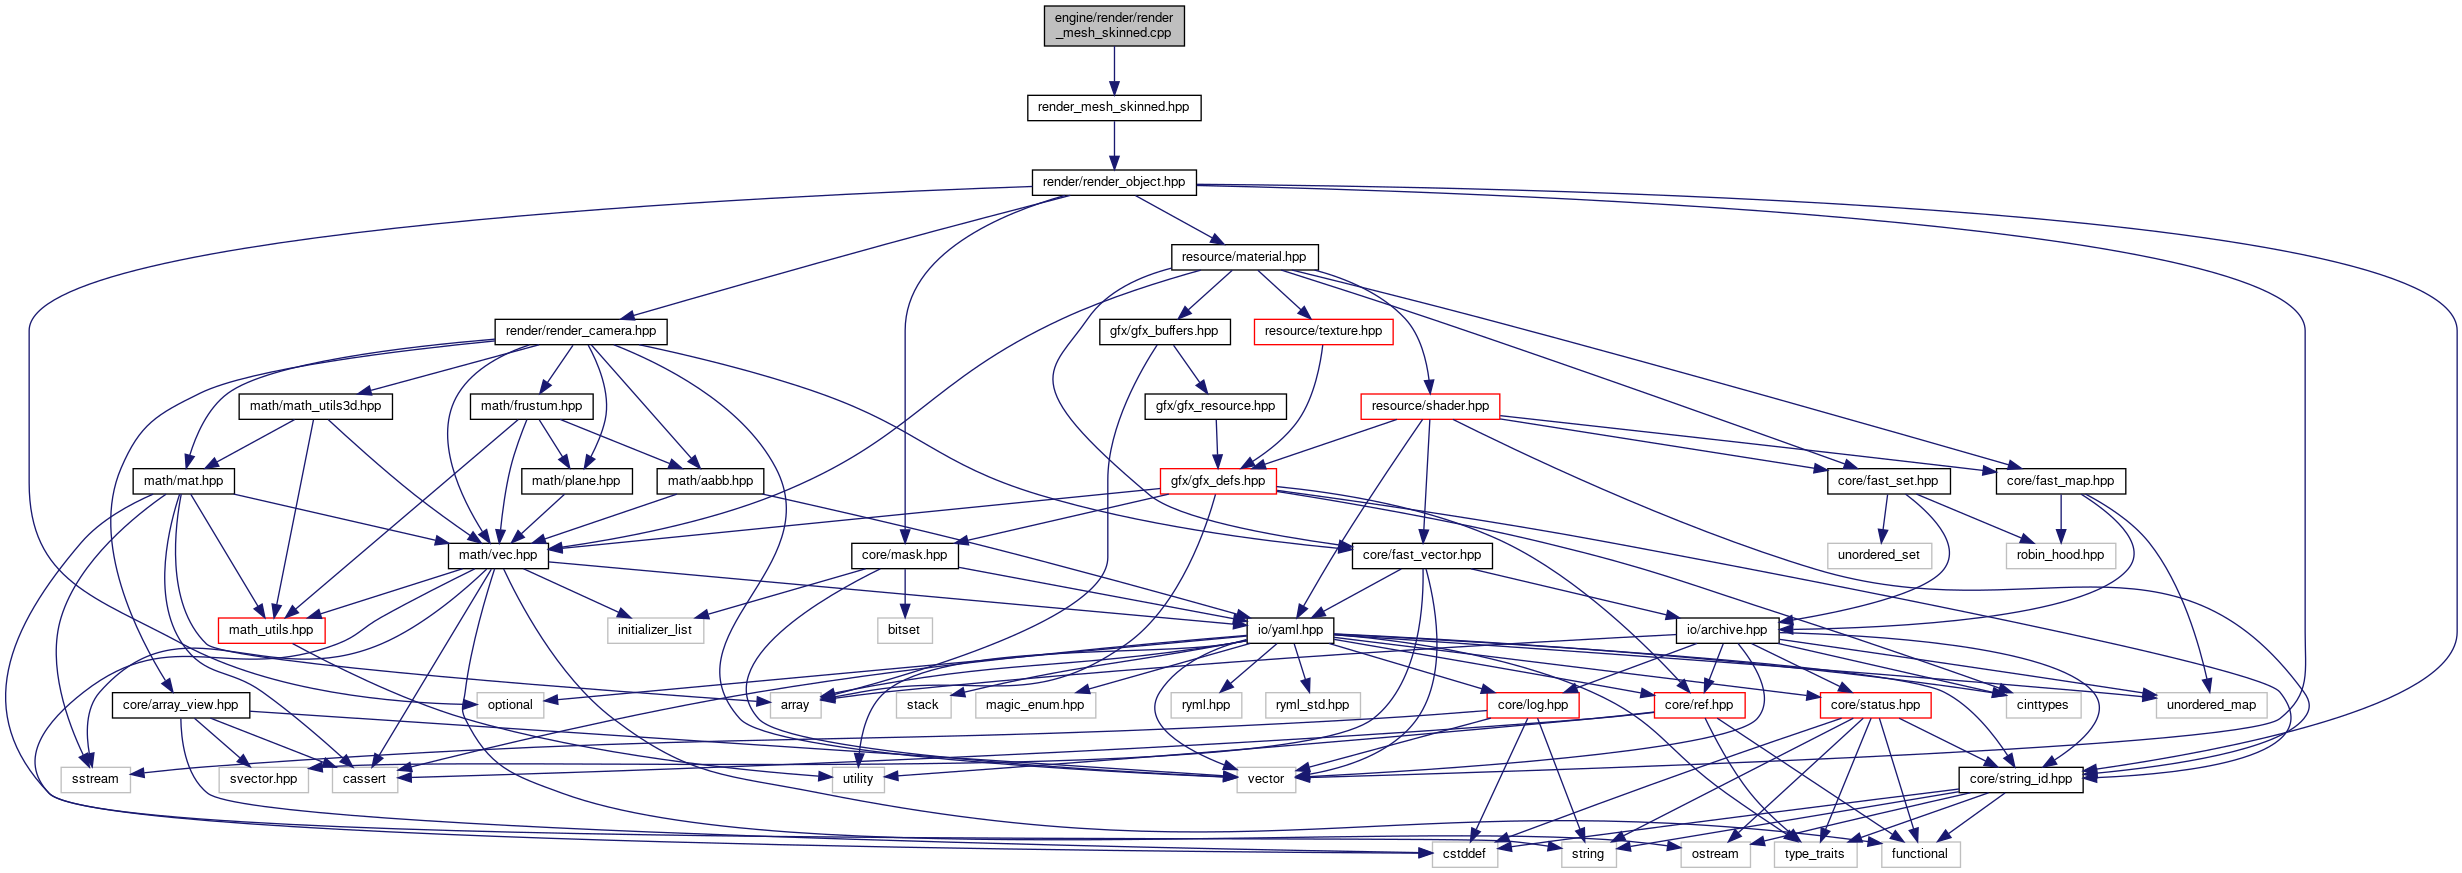 engine/render/render
_mesh_skinned.cpp
render_mesh_skinned.hpp
render/render_object.hpp
resource/material.hpp
render/render_camera.hpp
gfx/gfx_buffers.hpp
resource/texture.hpp
math/math_utils3d.hpp
math/frustum.hpp
gfx/gfx_resource.hpp
resource/shader.hpp
math/mat.hpp
math/plane.hpp
math/aabb.hpp
gfx/gfx_defs.hpp
core/fast_set.hpp
core/fast_map.hpp
math/vec.hpp
core/mask.hpp
core/fast_vector.hpp
unordered_set
robin_hood.hpp
math_utils.hpp
initializer_list
bitset
io/yaml.hpp
io/archive.hpp
core/array_view.hpp
optional
array
stack
magic_enum.hpp
ryml.hpp
ryml_std.hpp
core/log.hpp
core/ref.hpp
core/status.hpp
cinttypes
unordered_map
sstream
svector.hpp
cassert
utility
vector
core/string_id.hpp
cstddef
string
ostream
type_traits
functional